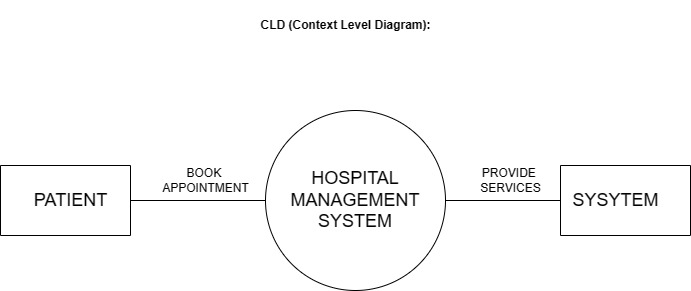 CLD (Context Level Diagram):
PATIENT
BOOK
APPOINTMENT
HOSPITAL
MANAGEMENT
SYSTEM
PROVIDE
SERVICES
SYSYTEM